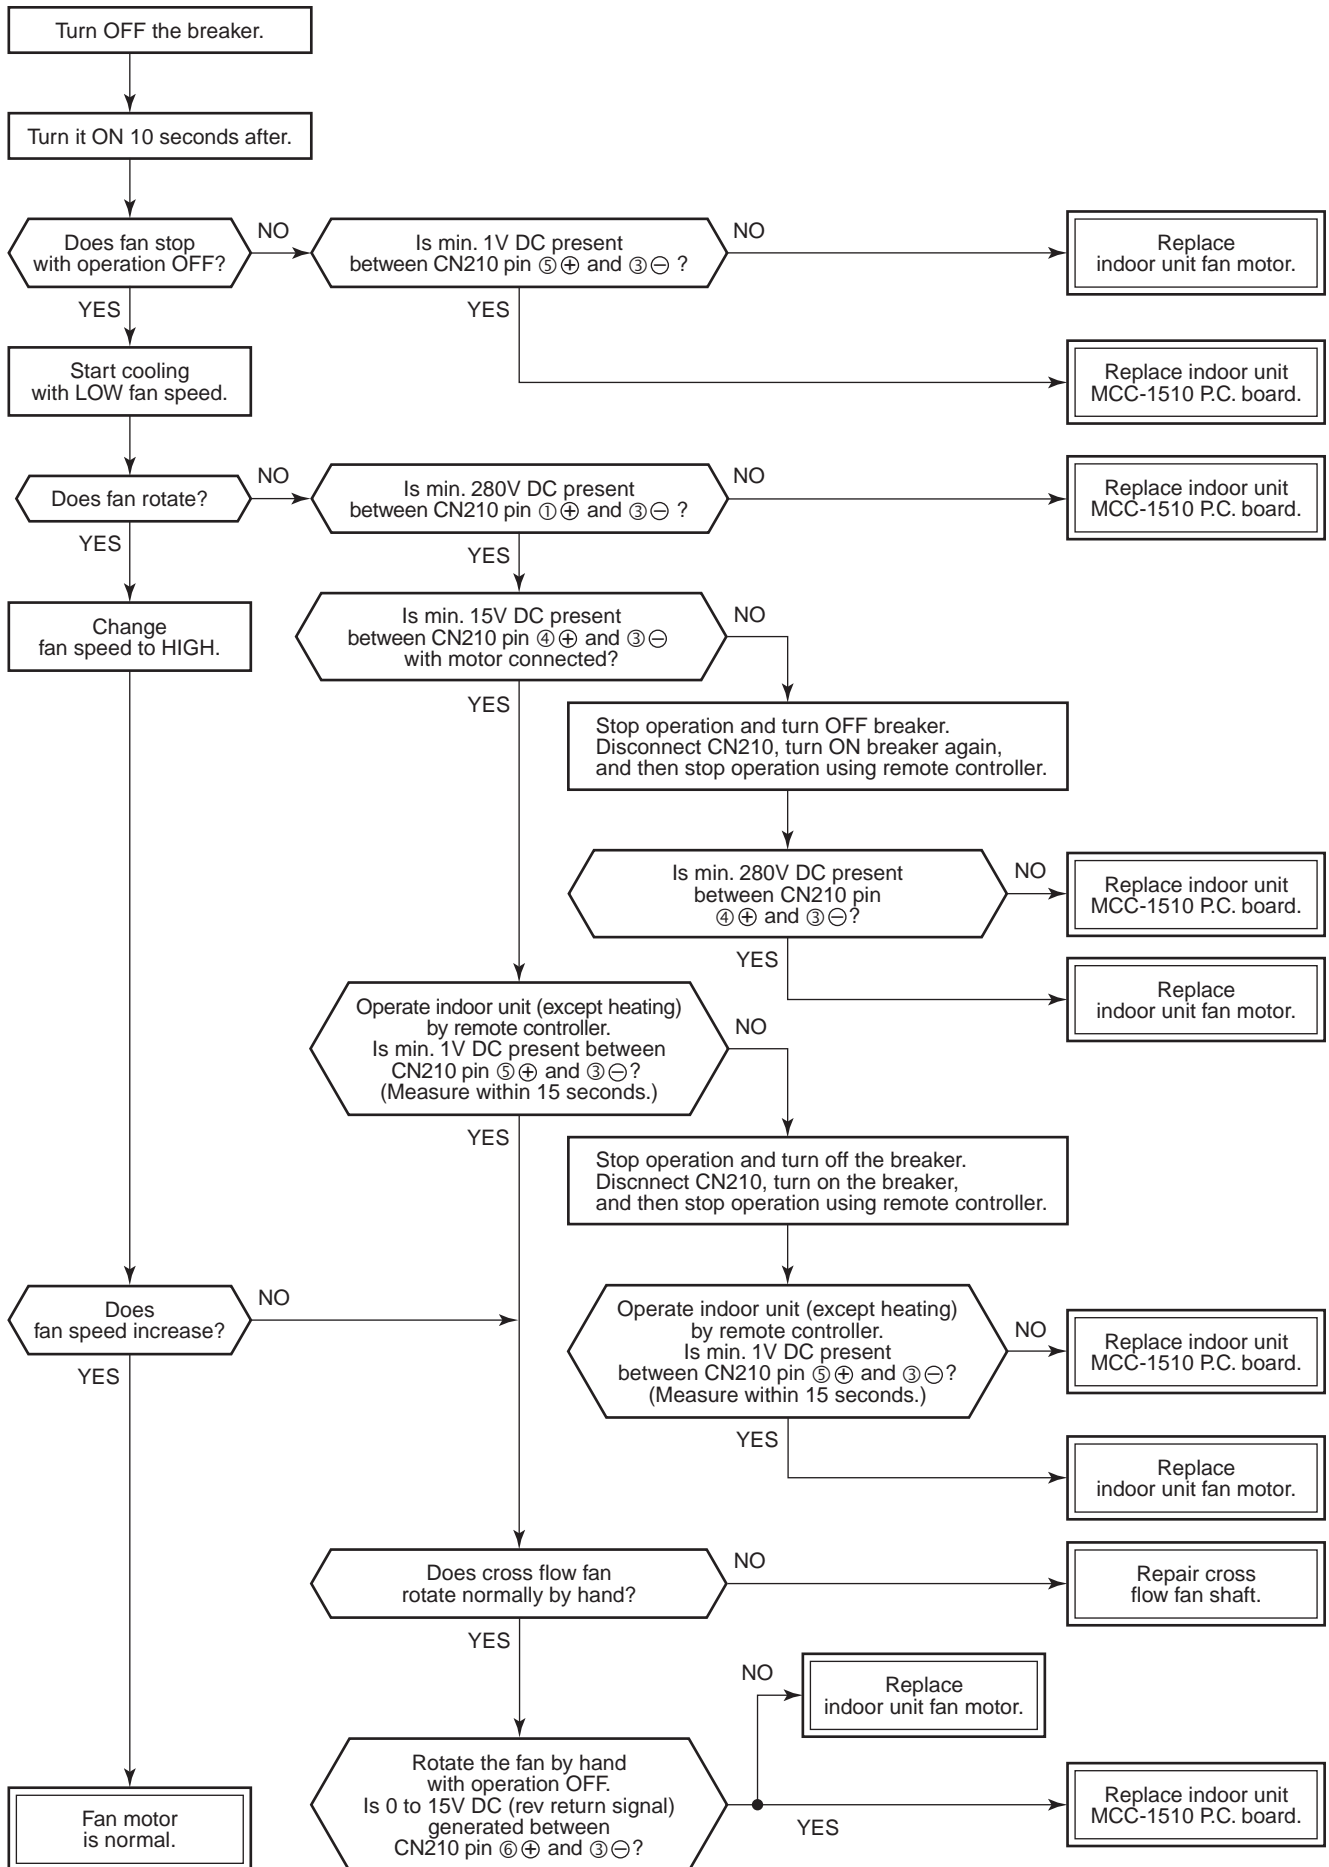 Turn OFF the breaker.
Turn it ON 10 seconds after.
Does fan stop
with operation OFF?
NO
Is min. 1V DC present
between CN210 pin ⑤⊕ and ③⊖ ?
NO
Replace
indoor unit fan motor.
YES
YES
Start cooling
with LOW fan speed.
Replace indoor unit
MCC-1510 P.C. board.
Does fan rotate?
NO
Is min. 280V DC present
between CN210 pin ①⊕ and ③⊖ ?
NO
Replace indoor unit
MCC-1510 P.C. board.
YES
YES
Change
fan speed to HIGH.
Is min. 15V DC present
between CN210 pin ④⊕ and ③⊖
with motor connected?
NO
YES
Stop operation and turn OFF breaker.
Disconnect CN210, turn ON breaker again,
and then stop operation using remote controller.
Is min. 280V DC present
between CN210 pin
④⊕ and ③⊖?
NO
Replace indoor unit
MCC-1510 P.C. board.
YES
Replace
indoor unit fan motor.
Operate indoor unit (except heating)
by remote controller.
Is min. 1V DC present between
CN210 pin ⑤⊕ and ③⊖?
(Measure within 15 seconds.)
NO
YES
Stop operation and turn off the breaker.
Discnnect CN210, turn on the breaker,
and then stop operation using remote controller.
Does
fan speed increase?
NO
YES
Operate indoor unit (except heating)
by remote controller.
Is min. 1V DC present
between CN210 pin ⑤⊕ and ③⊖?
(Measure within 15 seconds.)
NO
Replace indoor unit
MCC-1510 P.C. board.
YES
Replace
indoor unit fan motor.
Does cross flow fan
rotate normally by hand?
NO
Repair cross
flow fan shaft.
YES
NO
Replace
indoor unit fan motor.
Rotate the fan by hand
with operation OFF.
Is 0 to 15V DC (rev return signal)
generated between
CN210 pin ⑥⊕ and ③⊖?
YES
Replace indoor unit
MCC-1510 P.C. board.
Fan motor
is normal.